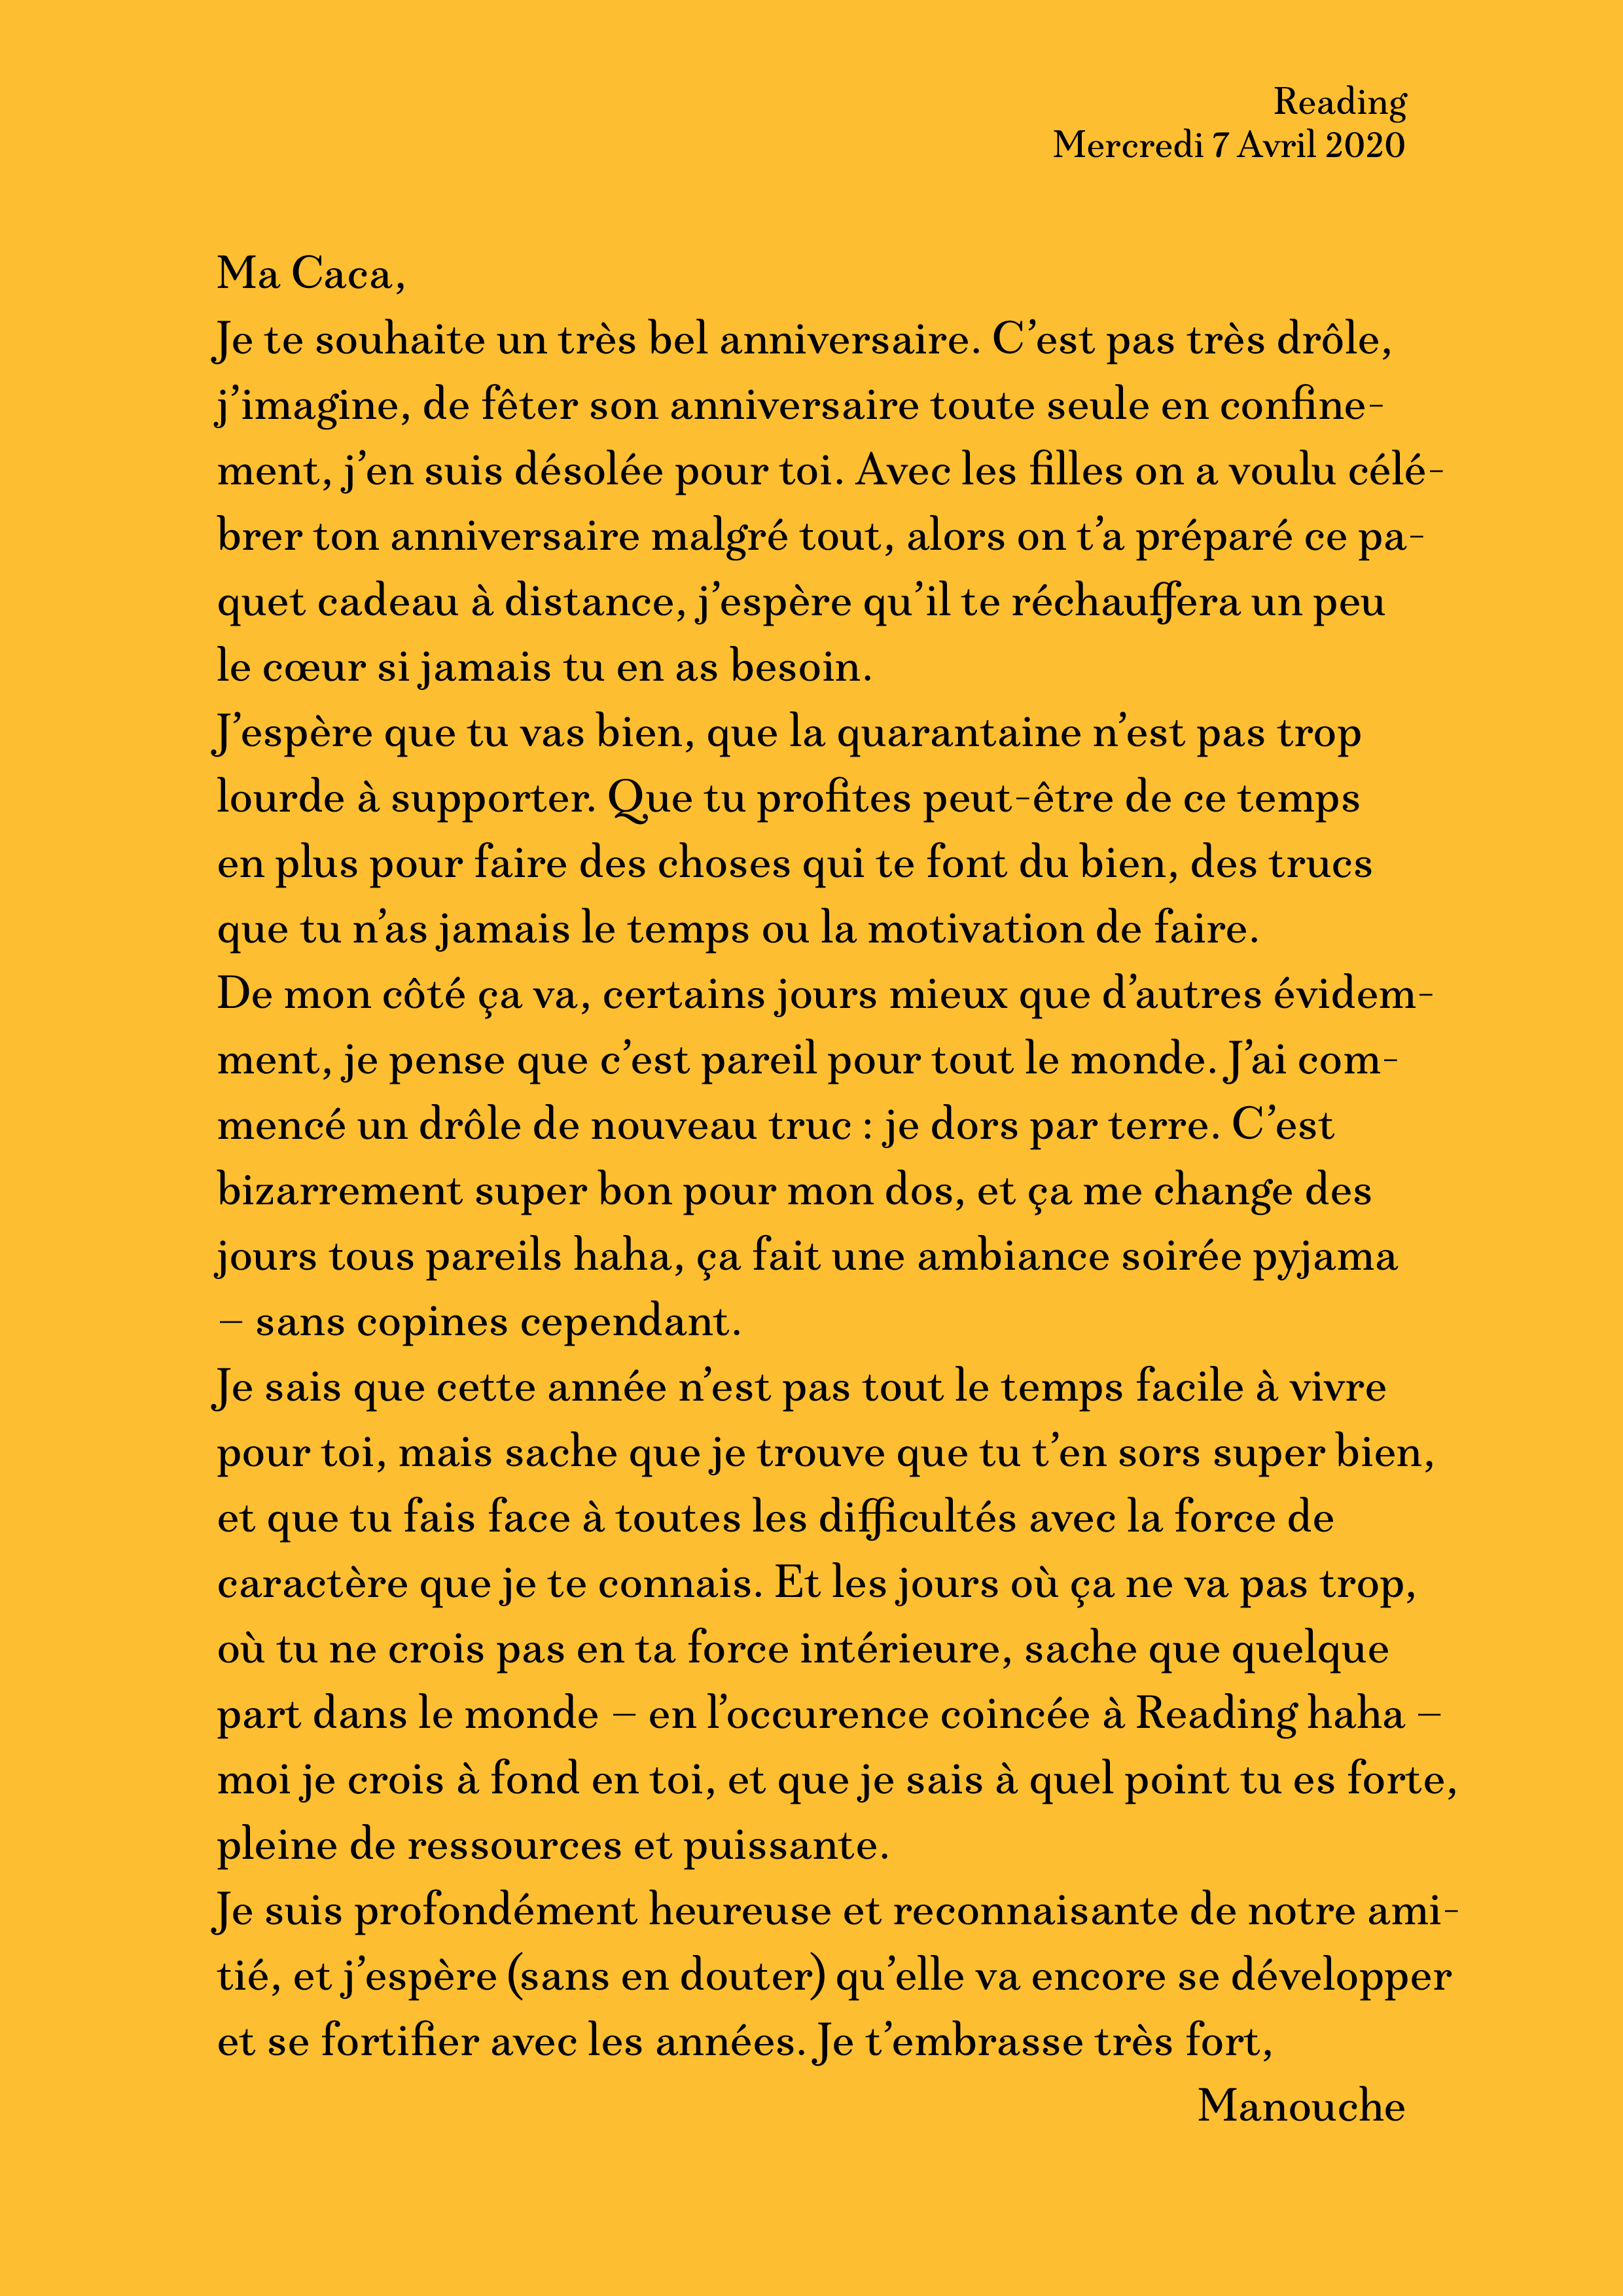 Reading
Mercredi 7 Avril 2020
Ma Caca,
Je te souhaite un très bel anniversaire. C’est pas très drôle,
j’imagine, de fêter son anniversaire toute seule en confine-
ment, j’en suis désolée pour toi. Avec les filles on a voulu célé-
brer ton anniversaire malgré tout, alors on t’a préparé ce pa-
quet cadeau à distance, j’espère qu’il te réchauffera un peu
le cœur si jamais tu en as besoin.
J’espère que tu vas bien, que la quarantaine n’est pas trop
lourde à supporter. Que tu profites peut-être de ce temps
en plus pour faire des choses qui te font du bien, des trucs
que tu n’as jamais le temps ou la motivation de faire.
De mon côté ça va, certains jours mieux que d’autres évidem-
ment, je pense que c’est pareil pour tout le monde. J’ai com-
mencé un drôle de nouveau truc : je dors par terre. C’est
bizarrement super bon pour mon dos, et ça me change des
jours tous pareils haha, ça fait une ambiance soirée pyjama
– sans copines cependant.
Je sais que cette année n’est pas tout le temps facile à vivre
pour toi, mais sache que je trouve que tu t’en sors super bien,
et que tu fais face à toutes les difficultés avec la force de
caractère que je te connais. Et les jours où ça ne va pas trop,
où tu ne crois pas en ta force intérieure, sache que quelque
part dans le monde – en l’occurence coincée à Reading haha –
moi je crois à fond en toi, et que je sais à quel point tu es forte,
pleine de ressources et puissante.
Je suis profondément heureuse et reconnaisante de notre ami-
tié, et j’espère (sans en douter) qu’elle va encore se développer
et se fortifier avec les années. Je t’embrasse très fort,
Manouche